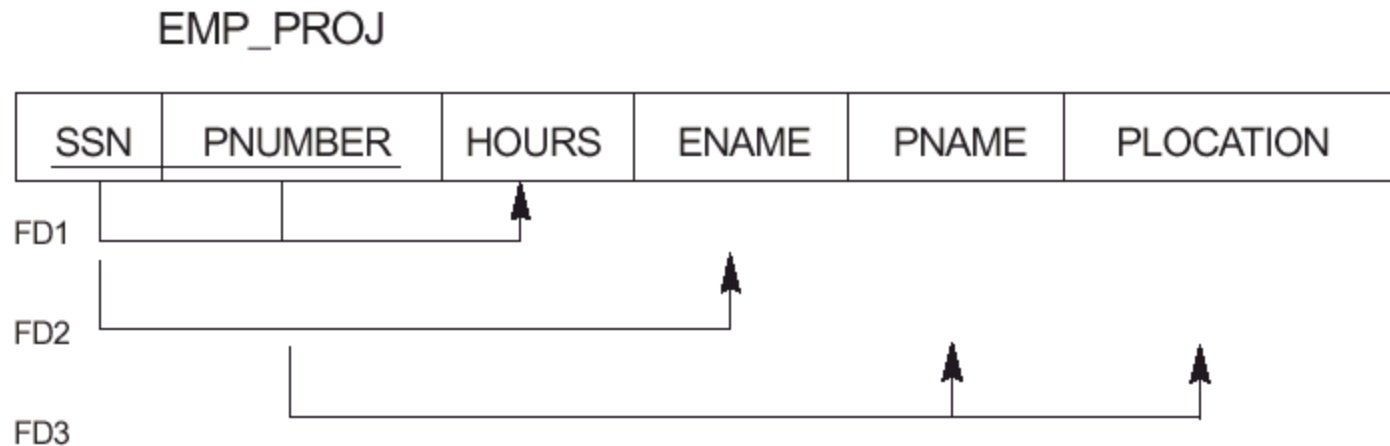 EMP_PROJ
SSN PNUMBER HOURS ENAME PNAME PLOCATION
FD1
FD2
FD3